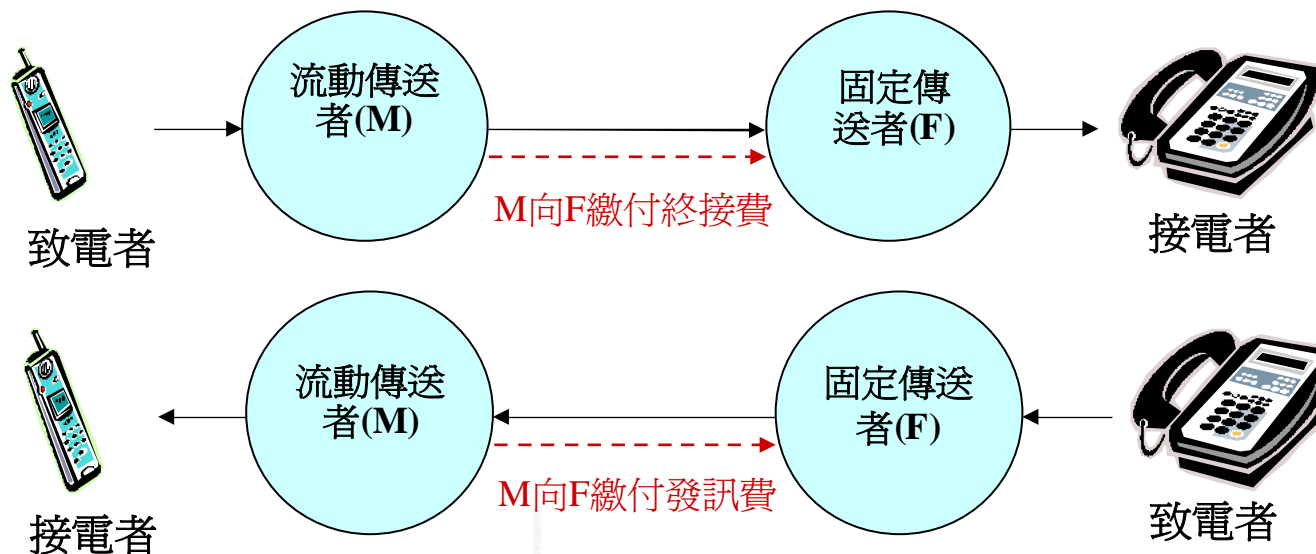 流動傳送
者(M)
固定傳
送者(F)
M向F繳付終接費
致電者
接電者
流動傳送
者(M)
固定傳送
者(F)
M向F繳付發訊費
接電者
致電者